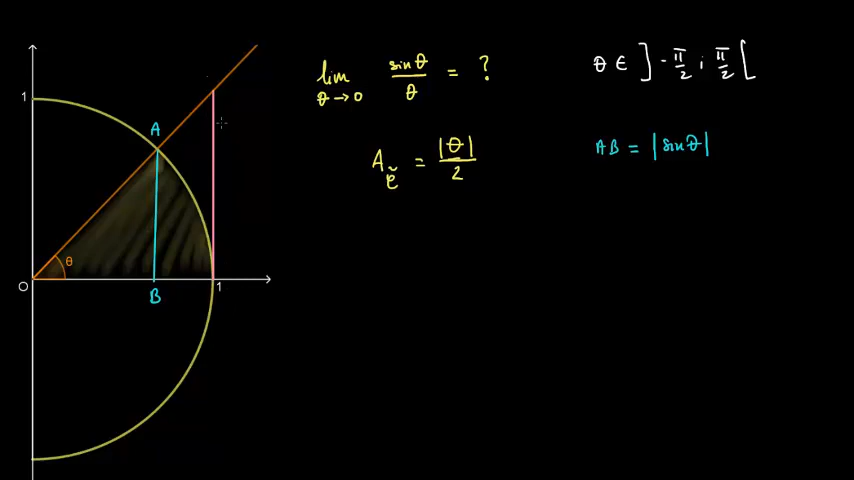 lim θ→0 sinθ/θ = ?
θ ∈ ]-π/2 ; π/2[
A = |θ|/2
AB = |sinθ|
1
A
θ
O
B
1